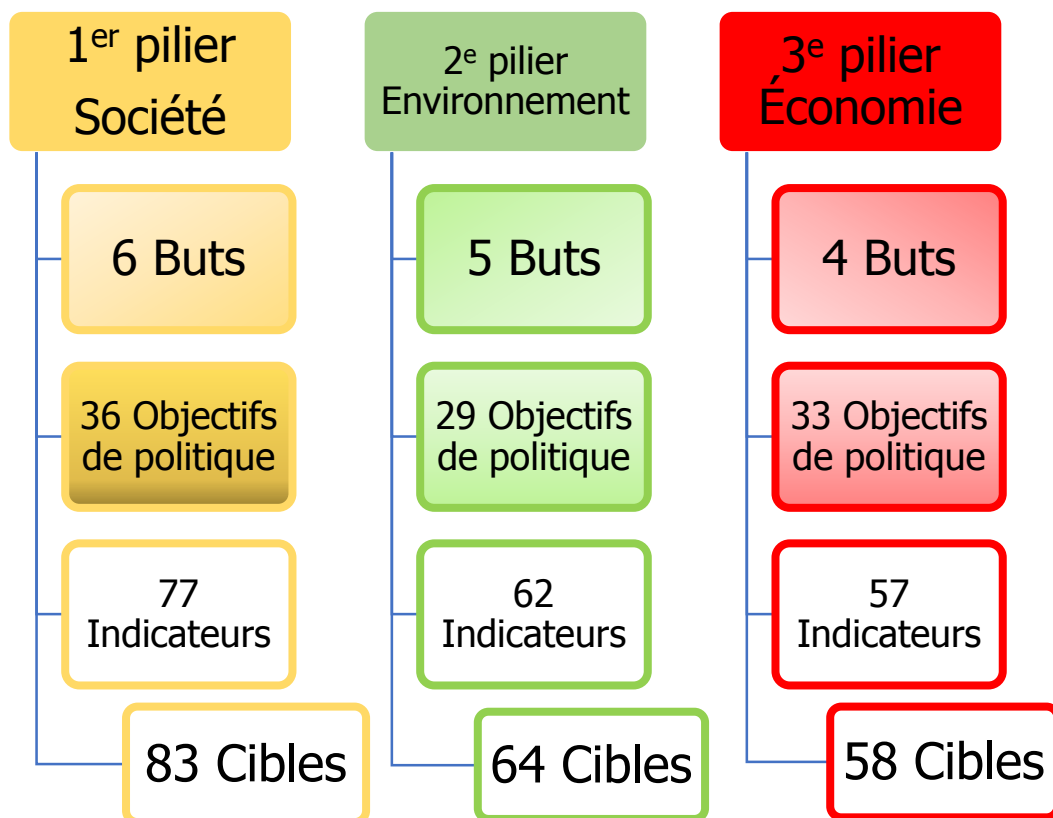 1er pilier
Société
6 Buts
36 Objectifs
de politique
77
Indicateurs
83 Cibles
2e pilier
Environnement
5 Buts
29 Objectifs
de politique
62
Indicateurs
64 Cibles
3e pilier
Économie
4 Buts
33 Objectifs
de politique
57
Indicateurs
58 Cibles